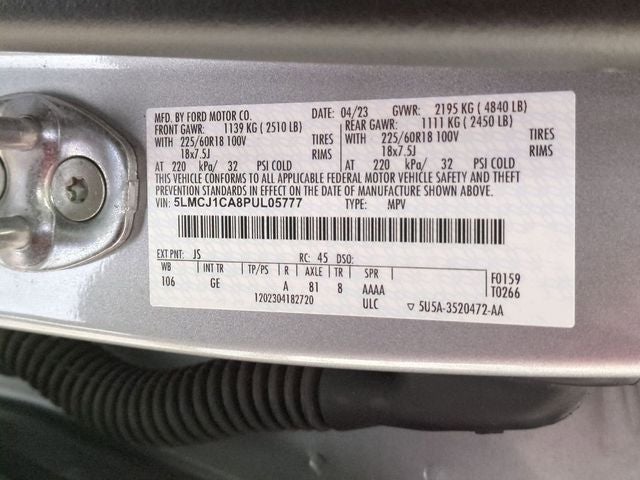 MFD. BY FORD MOTOR CO. DATE: 04/23 GVWR: 2195 KG ( 4840 LB)
FRONT GAWR: 1139 KG ( 2510 LB) REAR GAWR: 1111 KG ( 2450 LB)
WITH 225/60R18 100V TIRES WITH 225/60R18 100V TIRES
18x7.5J RIMS 18x7.5J RIMS
AT 220 kPa/ 32 PSI COLD AT 220 kPa/ 32 PSI COLD
THIS VEHICLE CONFORMS TO ALL APPLICABLE FEDERAL MOTOR VEHICLE SAFETY AND THEFT
PREVENTION STANDARDS IN EFFECT ON THE DATE OF MANUFACTURE SHOWN ABOVE.
VIN: 5LMCJ1CA8PUL05777 TYPE: MPV
EXT PNT: JS RC: 45 DSO:
WB INT TR TP/PS R AXLE TR SPR F0159
106 GE A 81 8 AAAA T0266
1202304182720 ULC ▽ 5U5A-3520472-AA